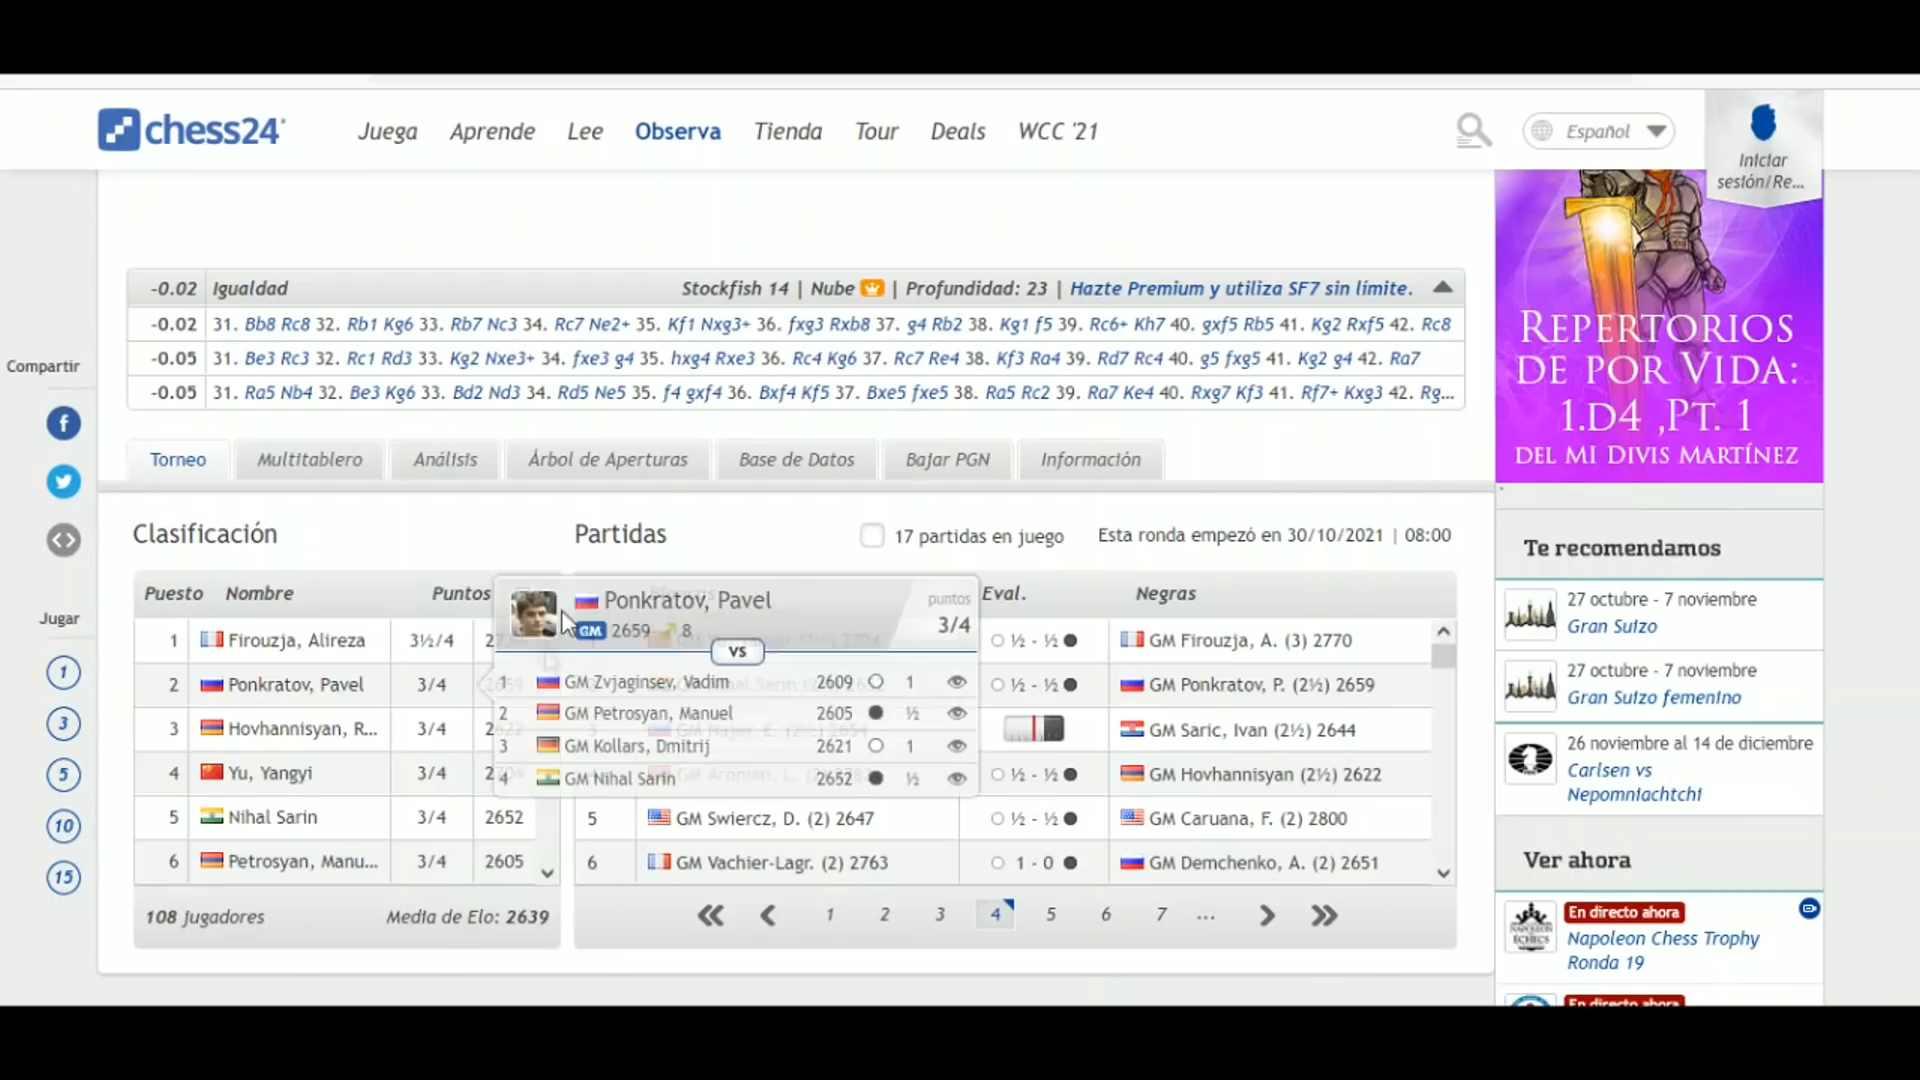 chess24
Juega Aprende Lee Observa Tienda Tour Deals WCC '21
Español
Iniciar
sesión/Re...
-0.02 Igualdad Stockfish 14 | Nube | Profundidad: 23 | Hazte Premium y utiliza SF7 sin límite.
-0.02 31. Bb8 Rc8 32. Rb1 Kg6 33. Rb7 Nc3 34. Rc7 Ne2+ 35. Kf1 Nxg3+ 36. fxg3 Rxb8 37. g4 Rb2 38. Kg1 f5 39. Rc6+ Kh7 40. gxf5 Rb5 41. Kg2 Rxf5 42. Rc8
-0.05 31. Be3 Rc3 32. Rc1 Rd3 33. Kg2 Nxe3+ 34. fxe3 g4 35. hxg4 Rxe3 36. Rc4 Kg6 37. Rc7 Re4 38. Kf3 Ra4 39. Rd7 Rc4 40. g5 fxg5 41. Kg2 g4 42. Ra7
-0.05 31. Ra5 Nb4 32. Be3 Kg6 33. Bd2 Nd3 34. Rd5 Ne5 35. f4 gxf4 36. Bxf4 Kf5 37. Bxe5 fxe5 38. Ra5 Rc2 39. Ra7 Ke4 40. Rxg7 Kf3 41. Rf7+ Kxg3 42. Rg...
Compartir
Torneo Multitablero Análisis Árbol de Aperturas Base de Datos Bajar PGN Información
Clasificación
Puesto Nombre Puntos
1 Firouzja, Alireza 3½/4
2 Ponkratov, Pavel 3/4
3 Hovhannisyan, R... 3/4
4 Yu, Yangyi 3/4
5 Nihal Sarin 3/4 2652
6 Petrosyan, Manu... 3/4 2605
108 Jugadores Media de Elo: 2639
Partidas 17 partidas en juego Esta ronda empezó en 30/10/2021 | 08:00
Ponkratov, Pavel puntos
GM 2659 8 3/4
vs
1 GM Zvjaginsev, Vadim 2609 1
2 GM Petrosyan, Manuel 2605 ½
3 GM Kollars, Dmitrij 2621 1
4 GM Nihal Sarin 2652 ½
Eval. Negras
½ - ½ GM Firouzja, A. (3) 2770
½ - ½ GM Ponkratov, P. (2½) 2659
GM Saric, Ivan (2½) 2644
½ - ½ GM Hovhannisyan (2½) 2622
5 GM Swiercz, D. (2) 2647 ½ - ½ GM Caruana, F. (2) 2800
6 GM Vachier-Lagr. (2) 2763 1 - 0 GM Demchenko, A. (2) 2651
1 2 3 4 5 6 7 ...
Jugar
1
3
5
10
15
REPERTORIOS
DE POR VIDA:
1.D4 ,PT. 1
DEL MI DIVIS MARTÍNEZ
Te recomendamos
27 octubre - 7 noviembre
Gran Suizo
27 octubre - 7 noviembre
Gran Suizo femenino
26 noviembre al 14 de diciembre
Carlsen vs
Nepomniachtchi
Ver ahora
NAPOLEON
ECHECS
En directo ahora
Napoleon Chess Trophy
Ronda 19
En directo ahora